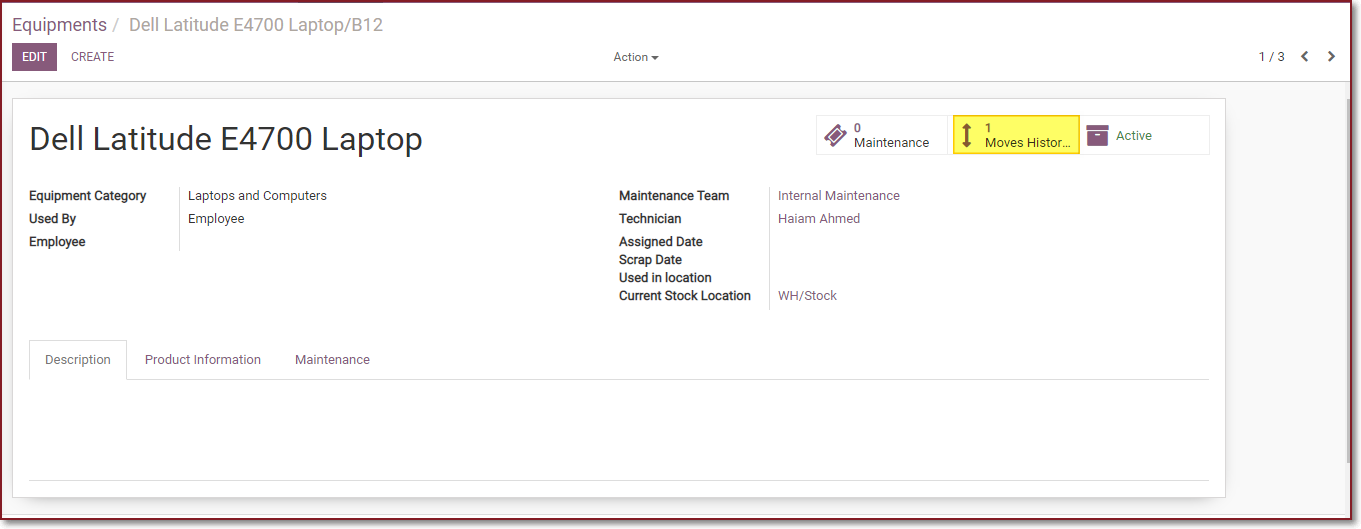 Equipments / Dell Latitude E4700 Laptop/B12
EDIT CREATE Action 1 / 3
Dell Latitude E4700 Laptop
0
Maintenance
1
Moves Histor...
Active
Equipment Category Laptops and Computers
Used By Employee
Employee
Maintenance Team Internal Maintenance
Technician Haiam Ahmed
Assigned Date
Scrap Date
Used in location
Current Stock Location WH/Stock
Description Product Information Maintenance